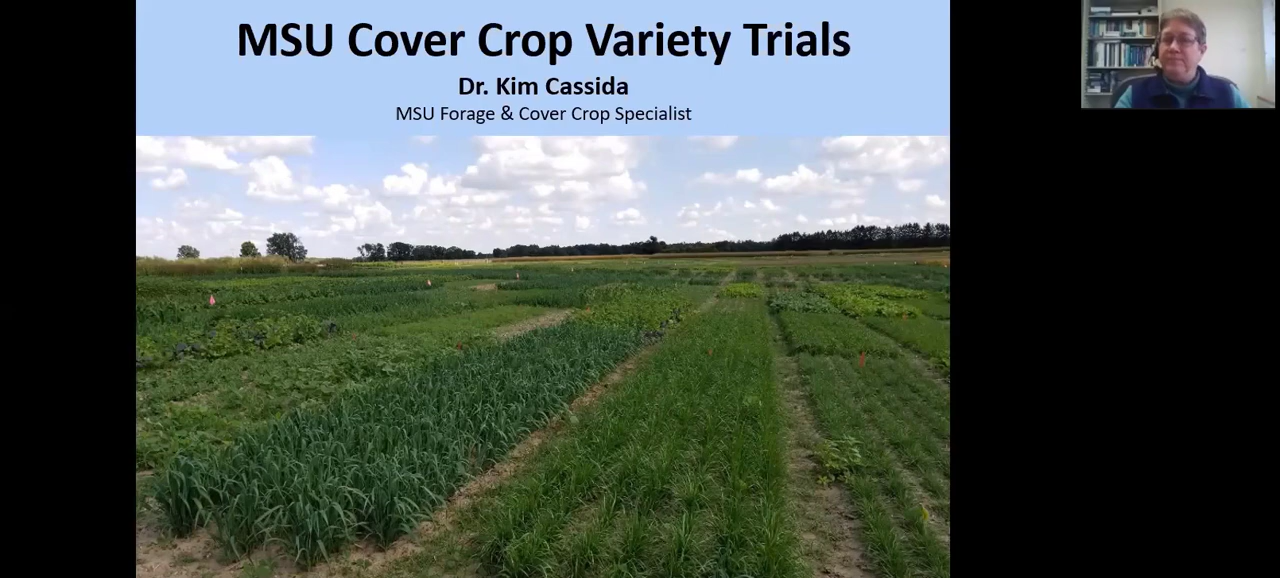 MSU Cover Crop Variety Trials
Dr. Kim Cassida
MSU Forage & Cover Crop Specialist